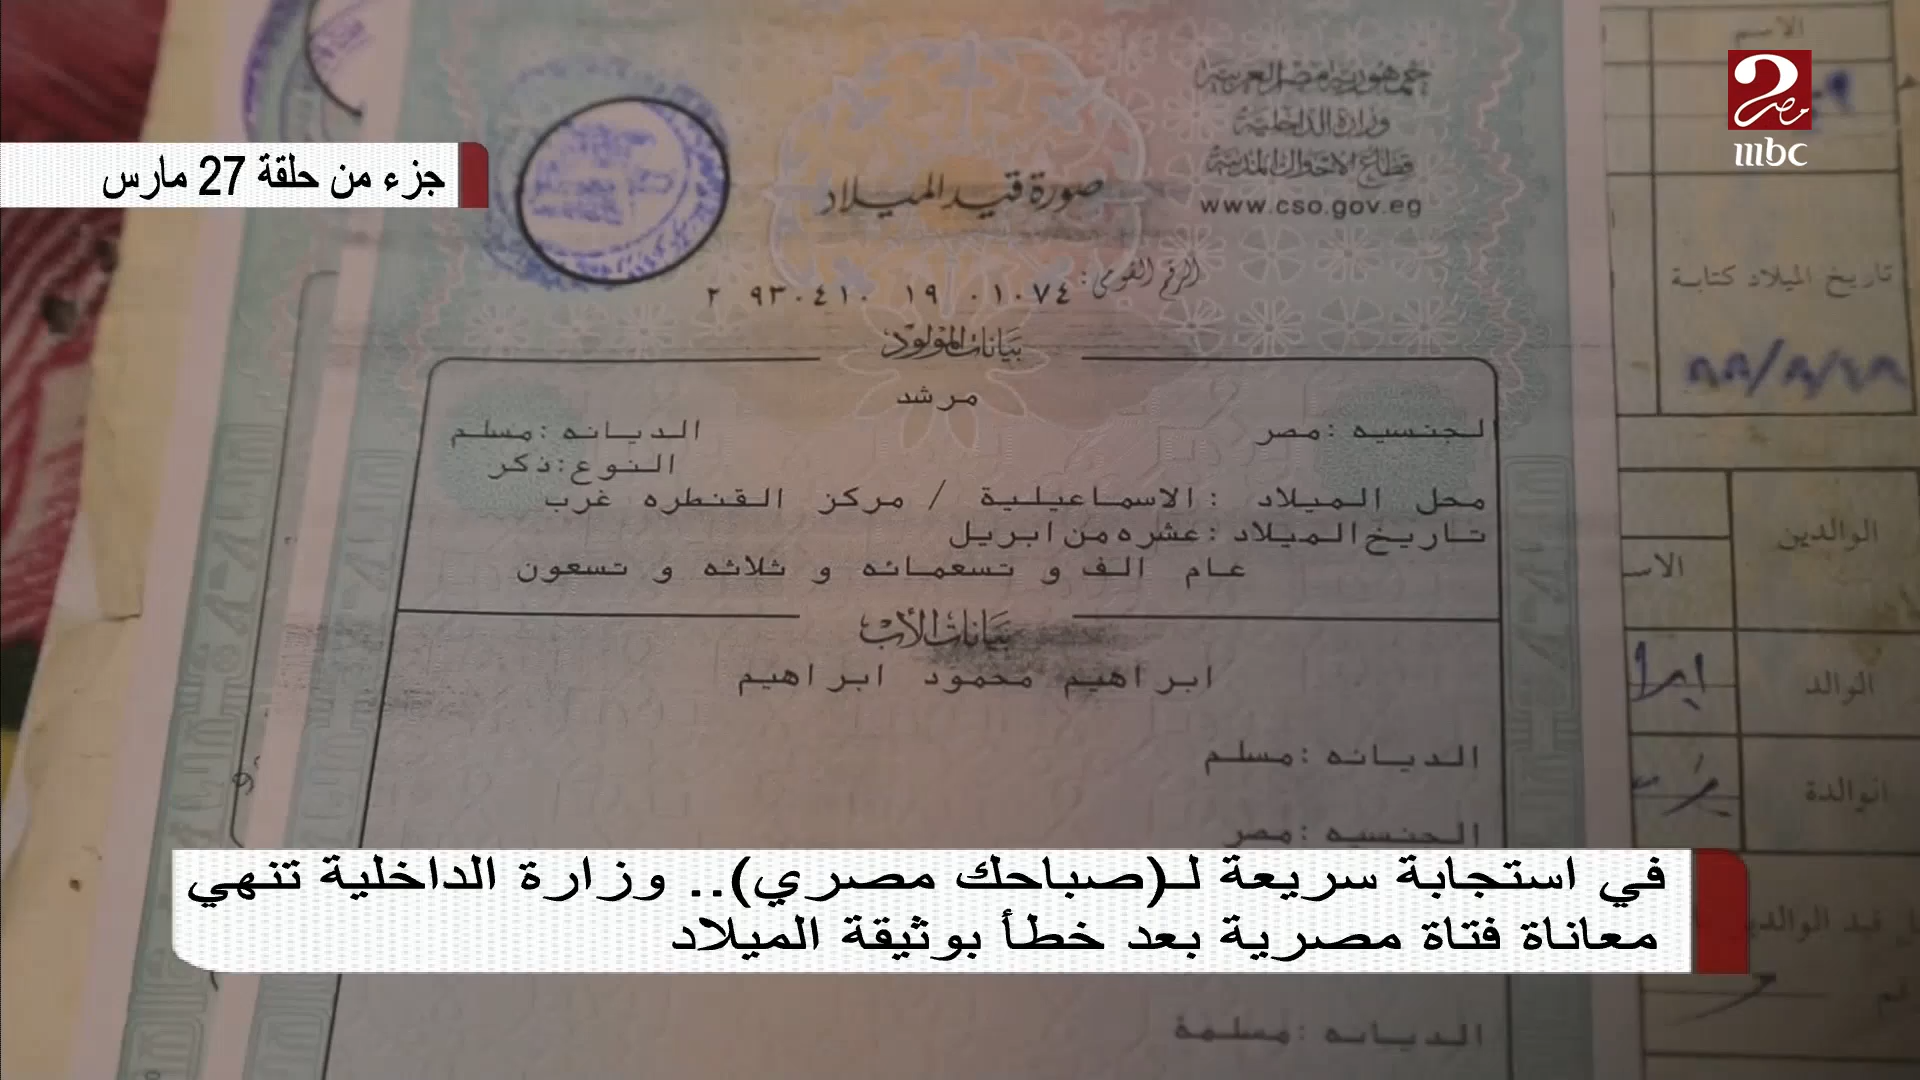 جمهورية مصر العربية
وزارة الداخلية
قطاع الأحوال المدنية
www.cso.gov.eg
صورة قيد الميلاد
الرقم القومى:
بيانات المولود
مرشد
الجنسيه : مصر
الديانه : مسلم
النوع : ذكر
محل الميلاد : الاسماعيلية / مركز القنطره غرب
تاريخ الميلاد : عشره من ابريل
عام الف و تسعمائه و ثلاثه و تسعون
بيانات الأب
ابراهيم محمود ابراهيم
الديانه : مسلم
الجنسيه : مصر
الديانه : مسلمة
الاسم
تاريخ الميلاد كتابة
الوالدين
الوالد
الوالدة
مصر
mbc
جزء من حلقة 27 مارس
في استجابة سريعة لـ(صباحك مصري).. وزارة الداخلية تنهي
معاناة فتاة مصرية بعد خطأ بوثيقة الميلاد